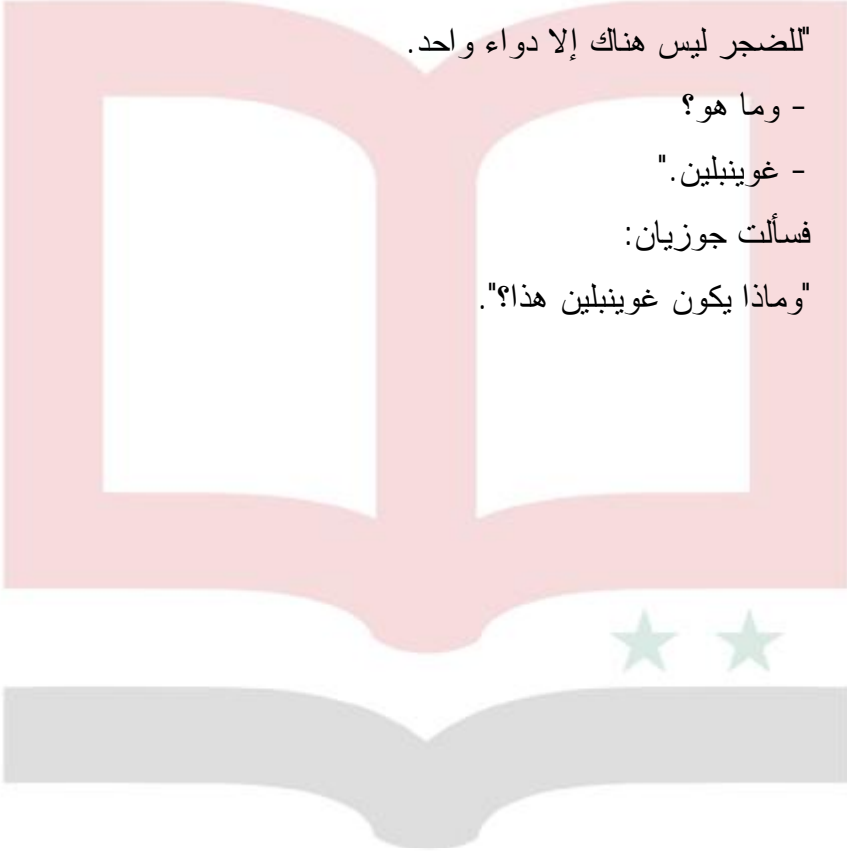 "للضجر ليس هناك إلا دواء واحد.
- وما هو؟
- غوينبلين."
فسألت جوزيان:
"وماذا يكون غوينبلين هذا؟".